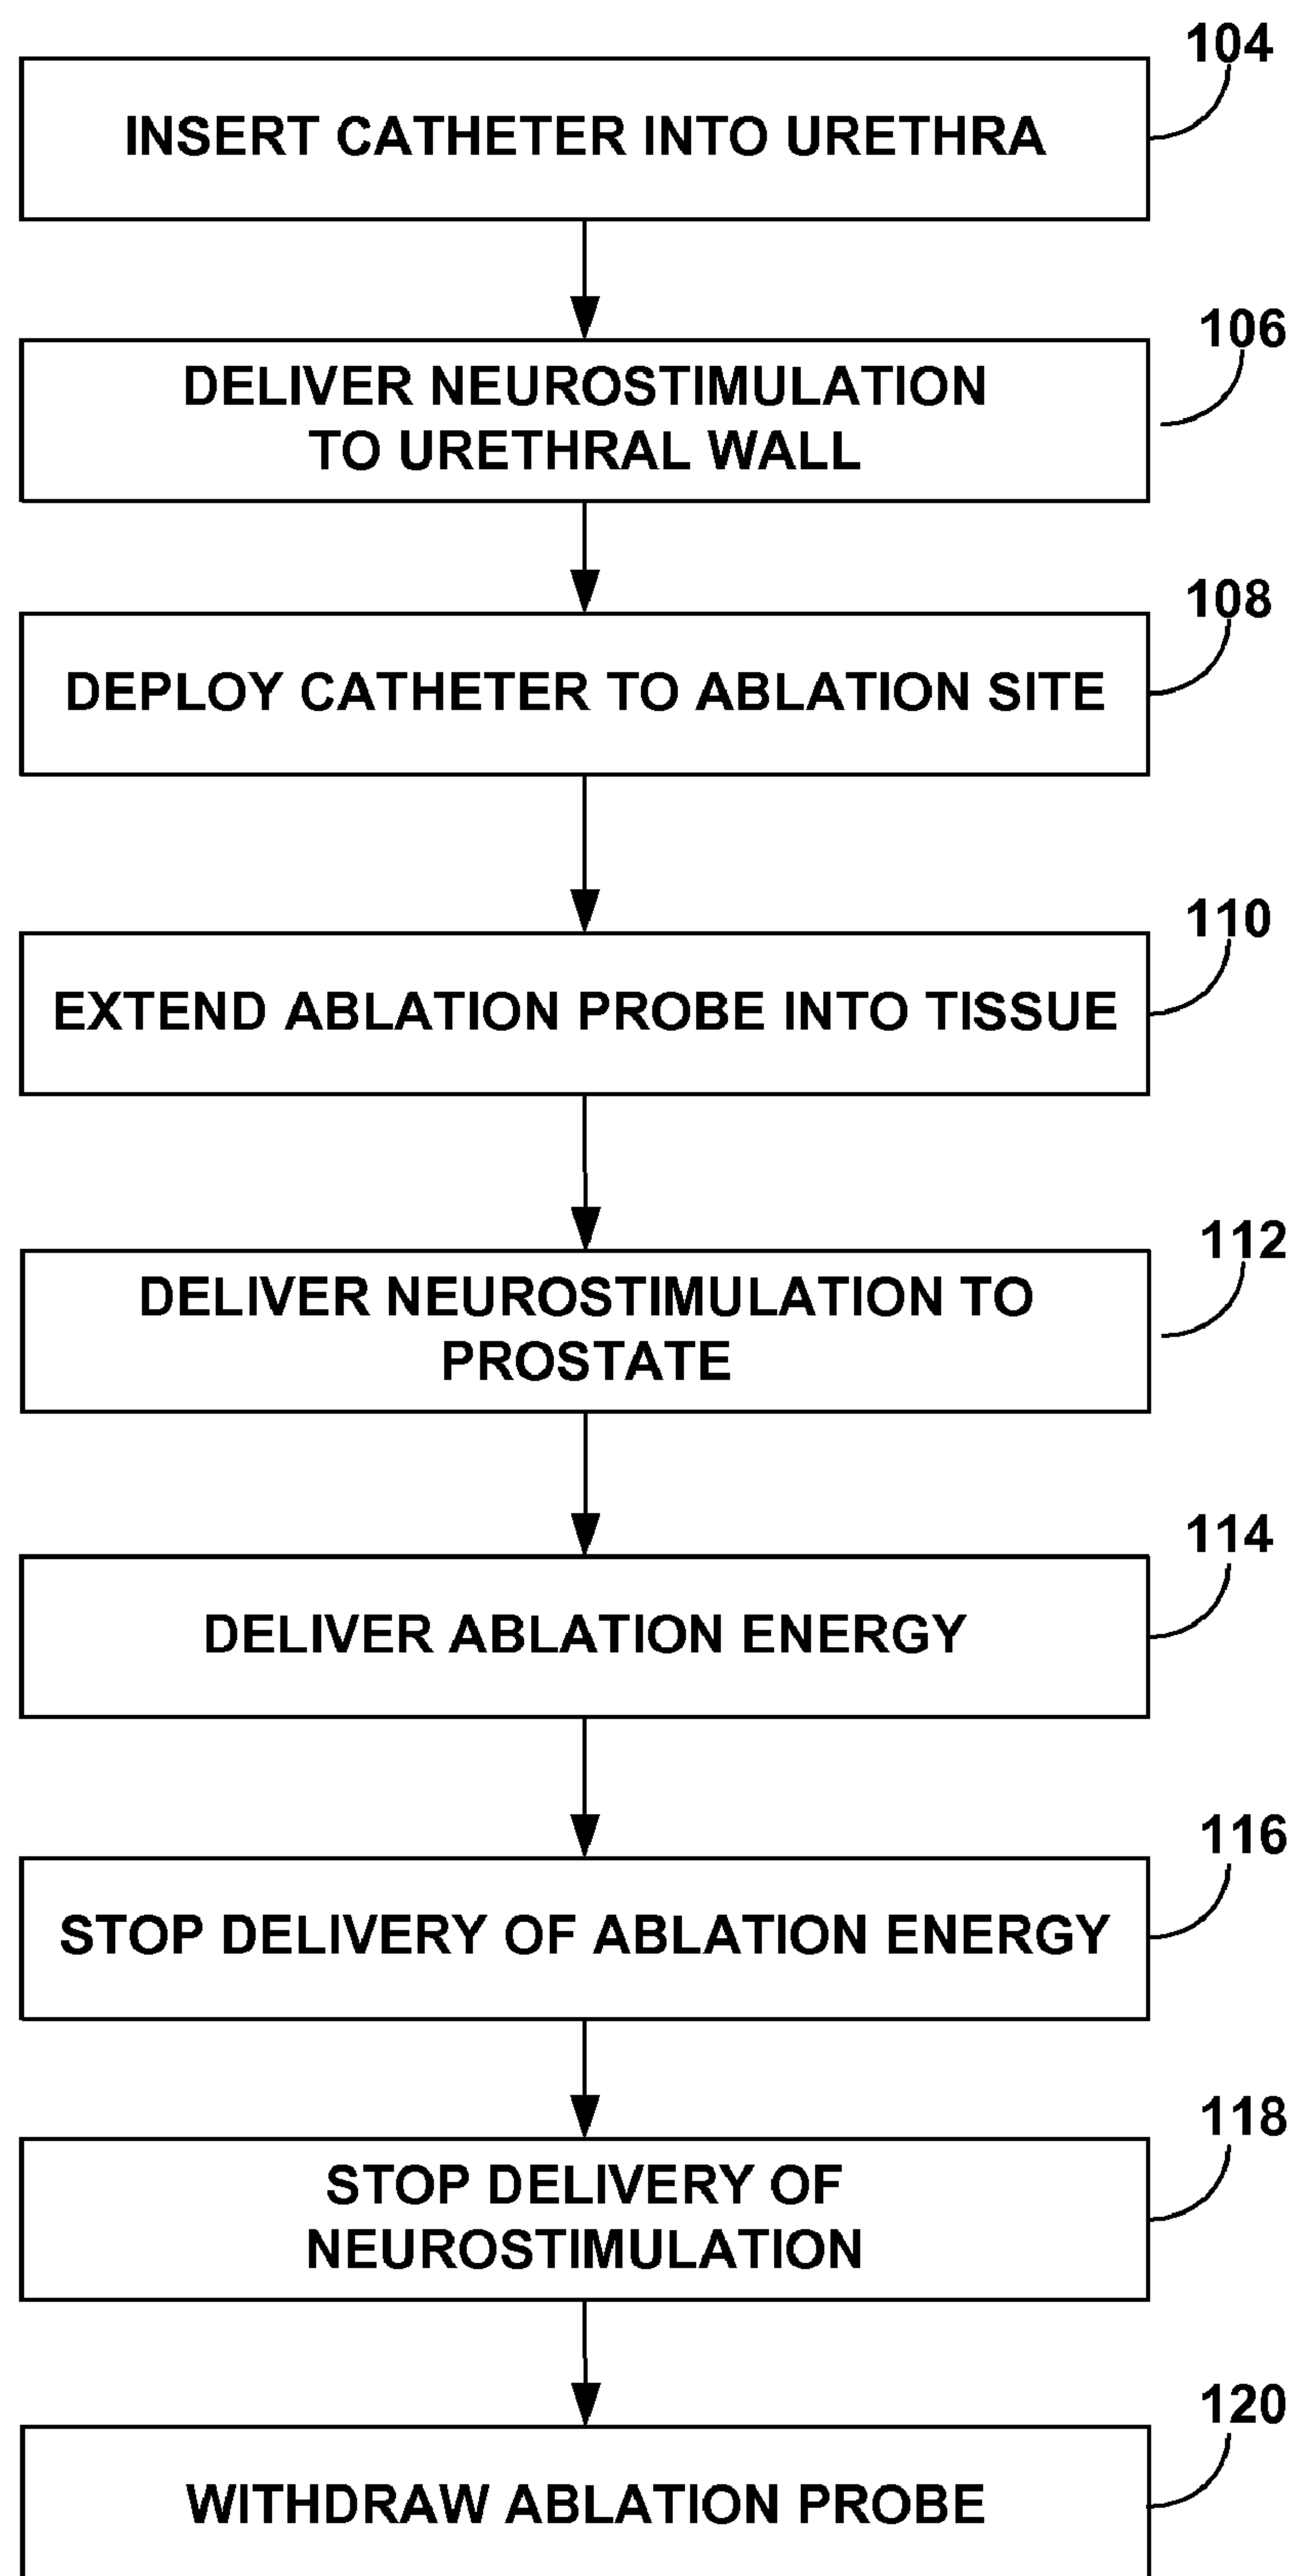 104
INSERT CATHETER INTO URETHRA
106
DELIVER NEUROSTIMULATION
TO URETHRAL WALL
108
DEPLOY CATHETER TO ABLATION SITE
110
EXTEND ABLATION PROBE INTO TISSUE
112
DELIVER NEUROSTIMULATION TO
PROSTATE
114
DELIVER ABLATION ENERGY
116
STOP DELIVERY OF ABLATION ENERGY
118
STOP DELIVERY OF
NEUROSTIMULATION
120
WITHDRAW ABLATION PROBE